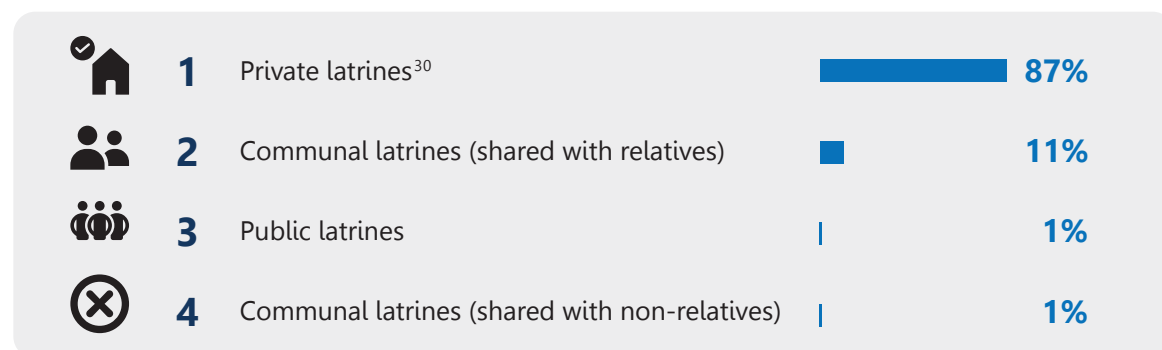 1 Private latrines³⁰ 87%
2 Communal latrines (shared with relatives) 11%
3 Public latrines 1%
4 Communal latrines (shared with non-relatives) 1%